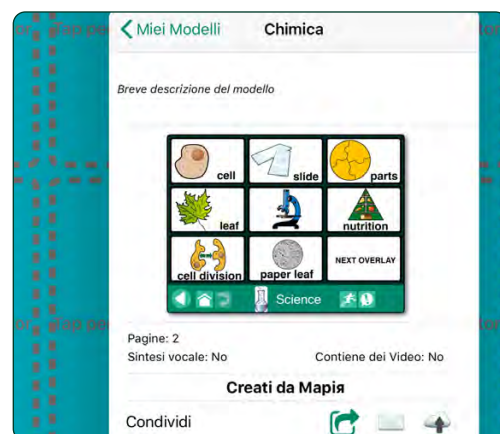 Miei Modelli
Chimica
Breve descrizione del modello
cell
slide
parts
leaf
nutrition
cell division
paper leaf
NEXT OVERLAY
Science
Pagine: 2
Sintesi vocale: No
Contiene dei Video: No
Creati da Mapiя
Condividi